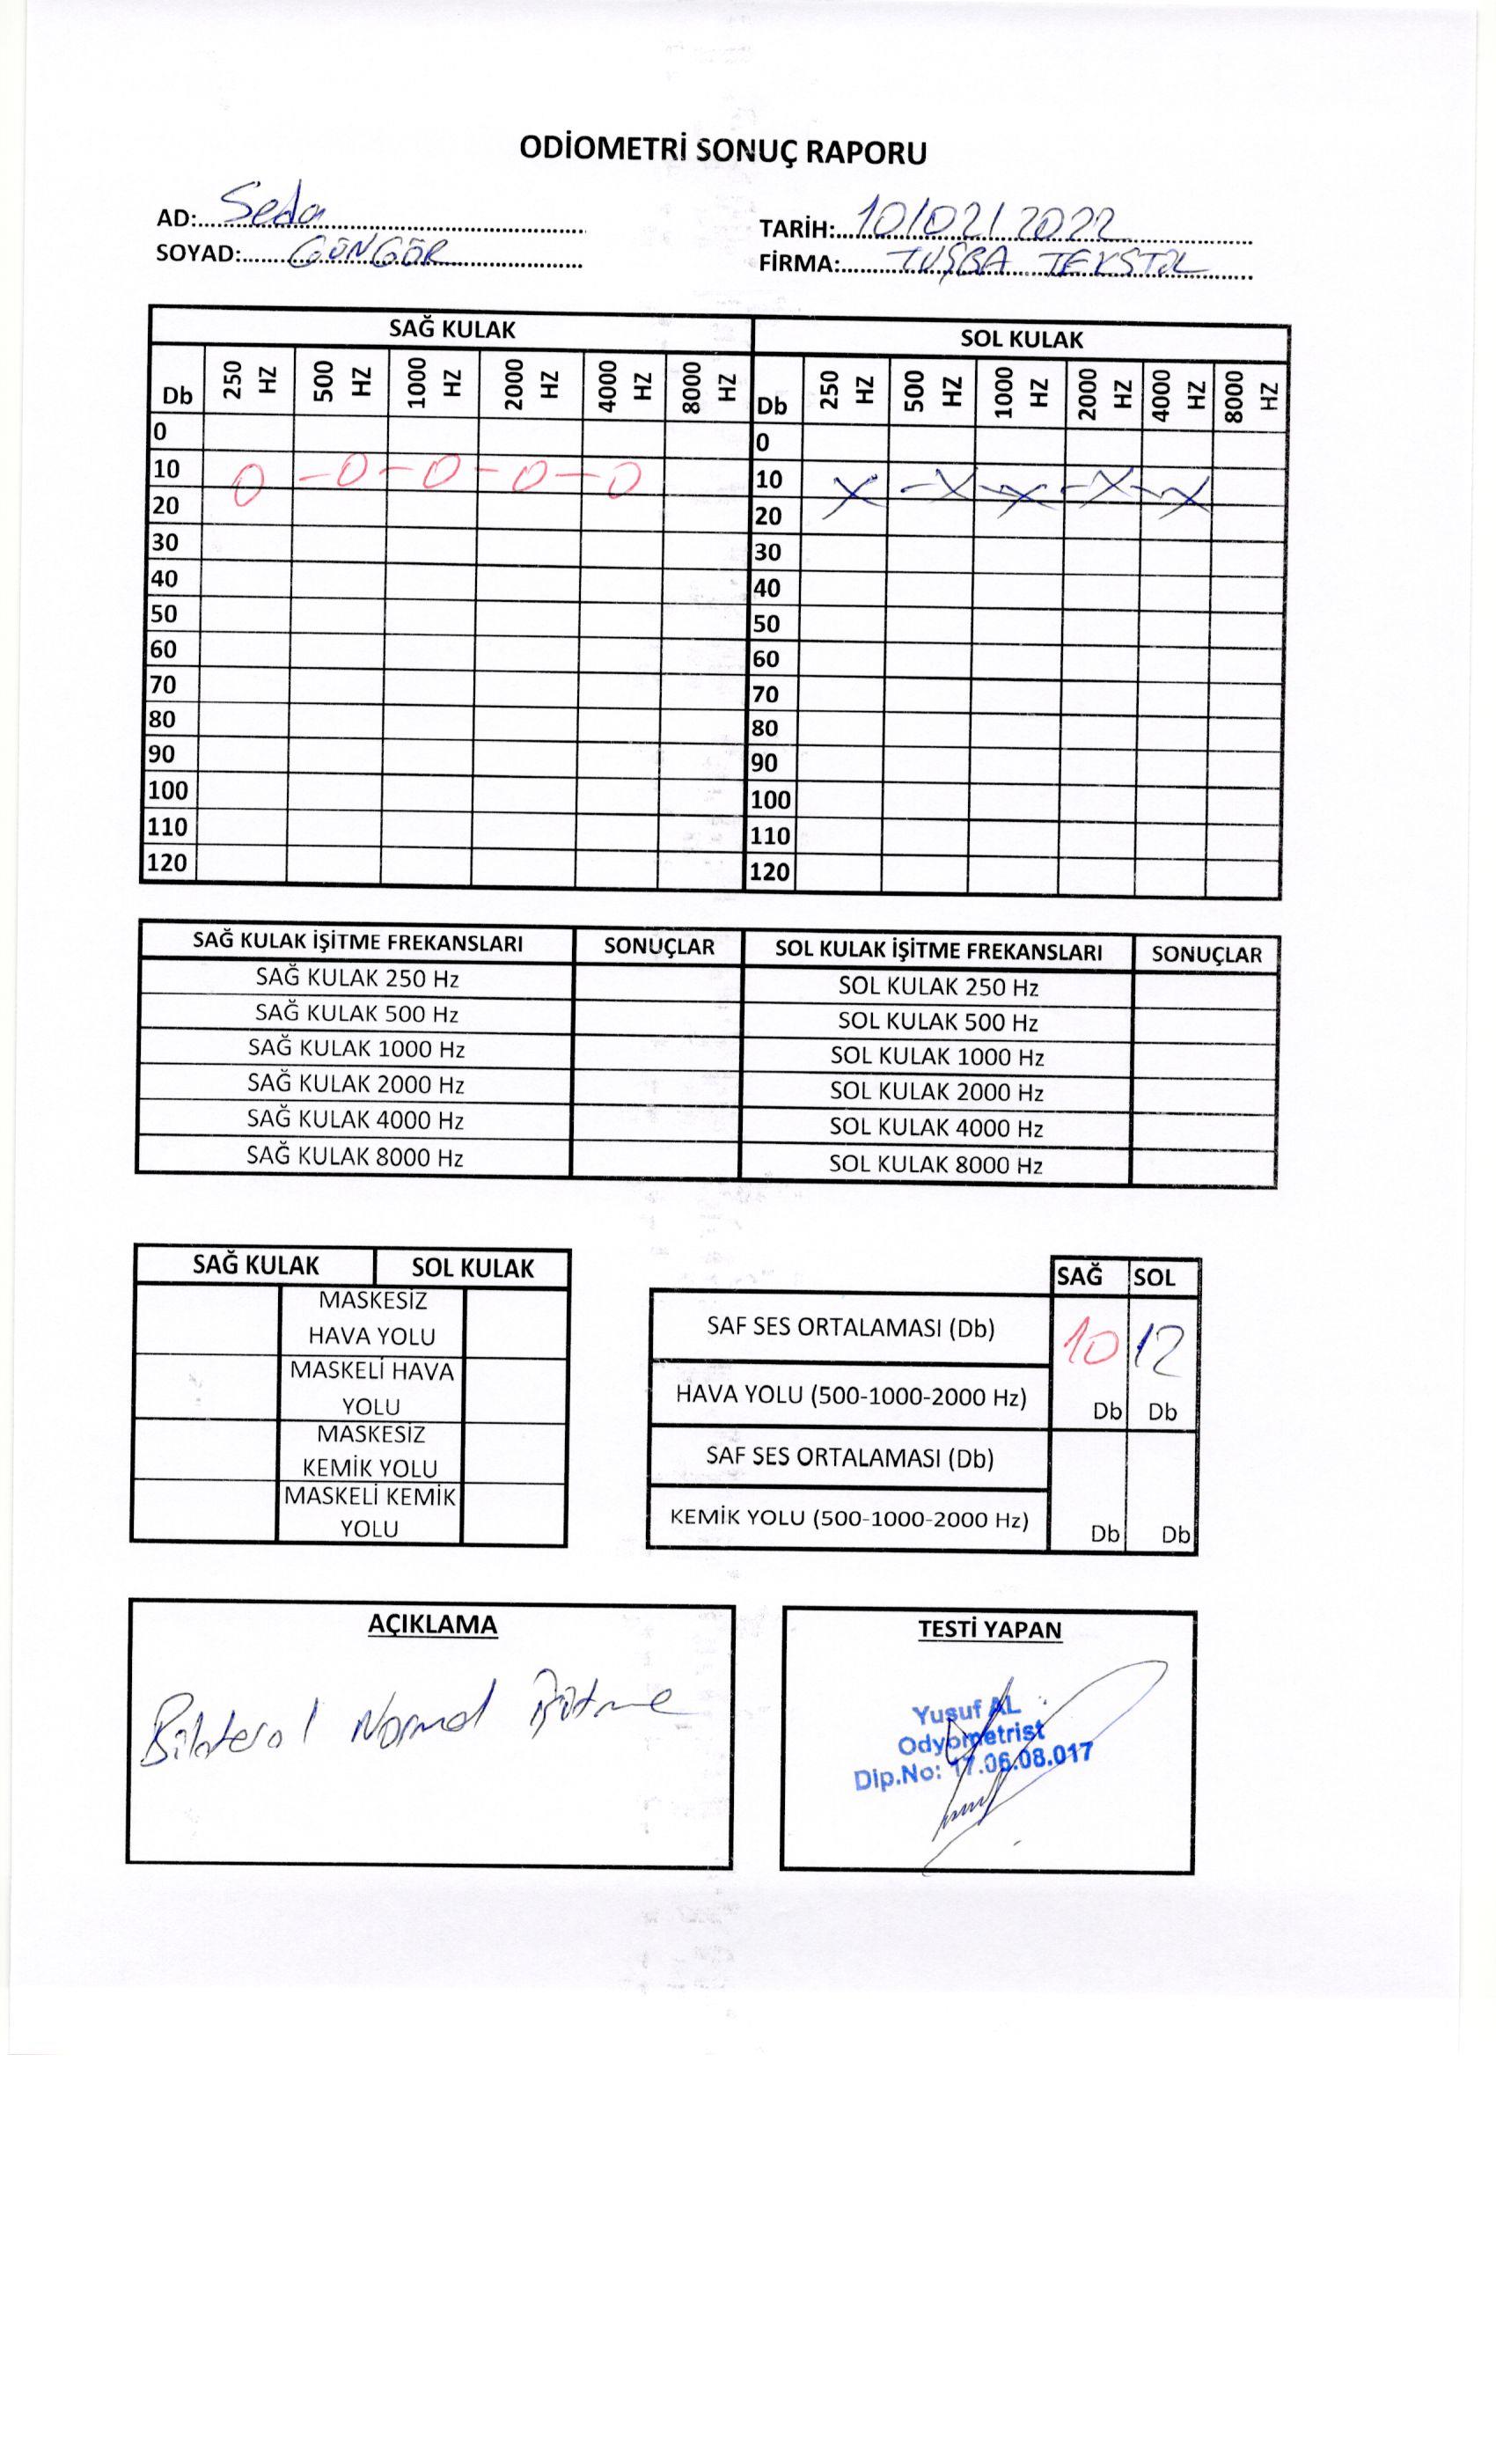 ODİOMETRİ SONUÇ RAPORU
AD: Seda
TARİH: 10/02/2022
SOYAD: GÜNGÖR
FİRMA: TUŞBA TEKSTİL
SAĞ KULAK SOL KULAK
Db 250 HZ 500 HZ 1000 HZ 2000 HZ 4000 HZ 8000 HZ Db 250 HZ 500 HZ 1000 HZ 2000 HZ 4000 HZ 8000 HZ
0 0
10 10
20 20
30 30
40 40
50 50
60 60
70 70
80 80
90 90
100 100
110 110
120 120
SAĞ KULAK İŞİTME FREKANSLARI SONUÇLAR SOL KULAK İŞİTME FREKANSLARI SONUÇLAR
SAĞ KULAK 250 Hz SOL KULAK 250 Hz
SAĞ KULAK 500 Hz SOL KULAK 500 Hz
SAĞ KULAK 1000 Hz SOL KULAK 1000 Hz
SAĞ KULAK 2000 Hz SOL KULAK 2000 Hz
SAĞ KULAK 4000 Hz SOL KULAK 4000 Hz
SAĞ KULAK 8000 Hz SOL KULAK 8000 Hz
SAĞ KULAK SOL KULAK
MASKESİZ
HAVA YOLU
MASKELİ HAVA
YOLU
MASKESİZ
KEMİK YOLU
MASKELİ KEMİK
YOLU
SAĞ SOL
SAF SES ORTALAMASI (Db) 10 12
HAVA YOLU (500-1000-2000 Hz) Db Db
SAF SES ORTALAMASI (Db)
KEMİK YOLU (500-1000-2000 Hz) Db Db
AÇIKLAMA
Bilateral Normal İşitme
TESTİ YAPAN
Yusuf AL
Odyometrist
Dip.No: 17.06.08.017